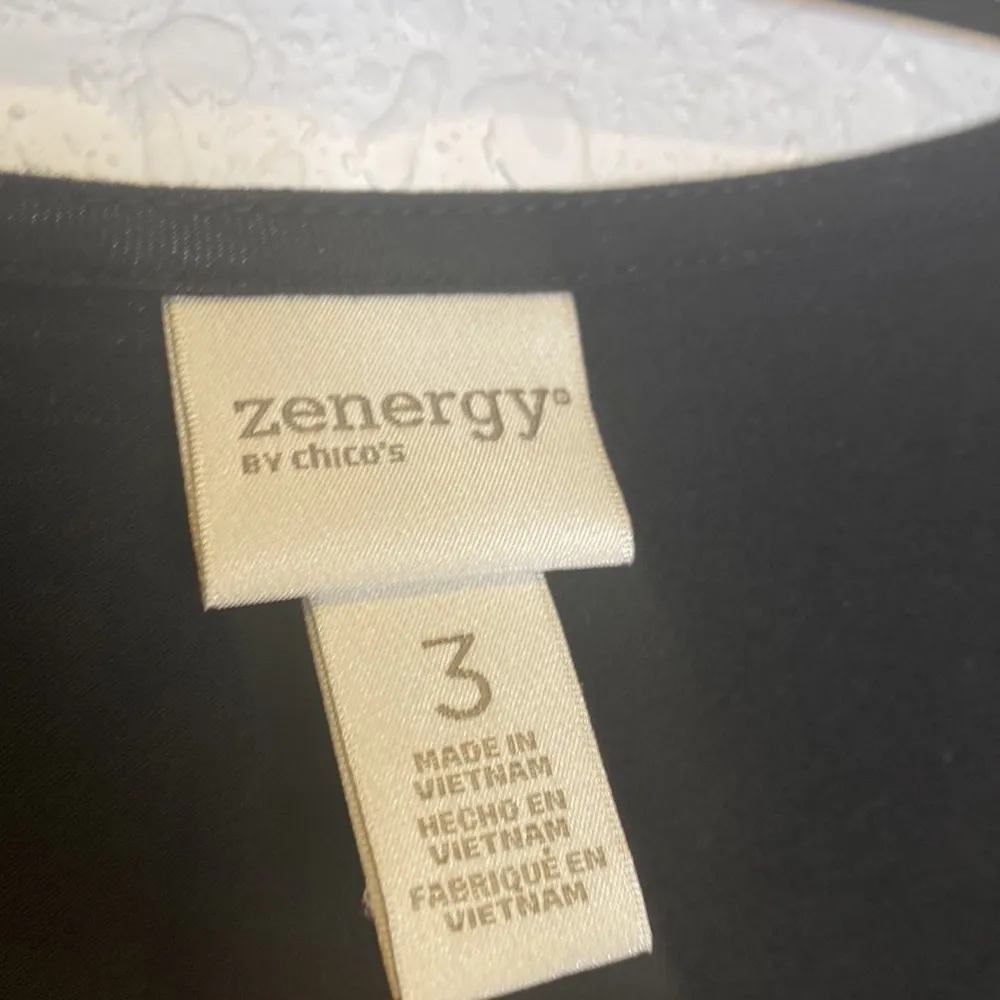 zenergy®
BY chico's
3
MADE IN
VIETNAM
HECHO EN
VIETNAM
FABRIQUÉ EN
VIETNAM